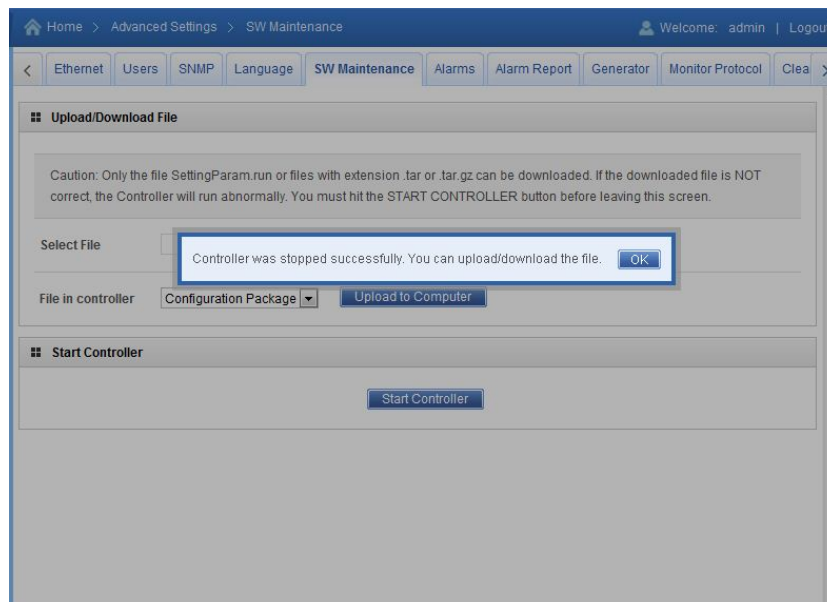 Home > Advanced Settings > SW Maintenance Welcome: admin | Logou
< Ethernet Users SNMP Language SW Maintenance Alarms Alarm Report Generator Monitor Protocol Clea >
Upload/Download File
Caution: Only the file SettingParam.run or files with extension .tar or .tar.gz can be downloaded. If the downloaded file is NOT
correct, the Controller will run abnormally. You must hit the START CONTROLLER button before leaving this screen.
Select File
Controller was stopped successfully. You can upload/download the file. OK
File in controller Configuration Package Upload to Computer
Start Controller
Start Controller